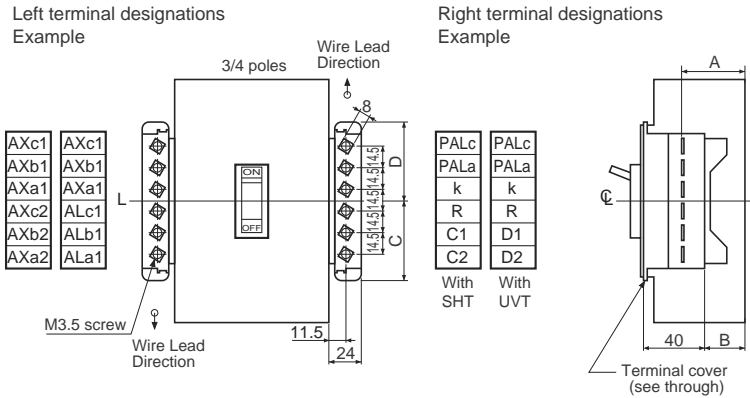 Left terminal designations
Example
Right terminal designations
Example
3/4 poles
Wire Lead
Direction
8
A
AXc1 AXc1
AXb1 AXb1
AXa1 AXa1
AXc2 ALc1
AXb2 ALb1
AXa2 ALa1
L
ON
OFF
14.5
14.5
14.5
14.5
14.5
D
C
PALc PALc
PALa PALa
k k
R R
C1 D1
C2 D2
With
SHT
With
UVT
℄
M3.5 screw
Wire Lead
Direction
11.5
24
40
B
Terminal cover
(see through)